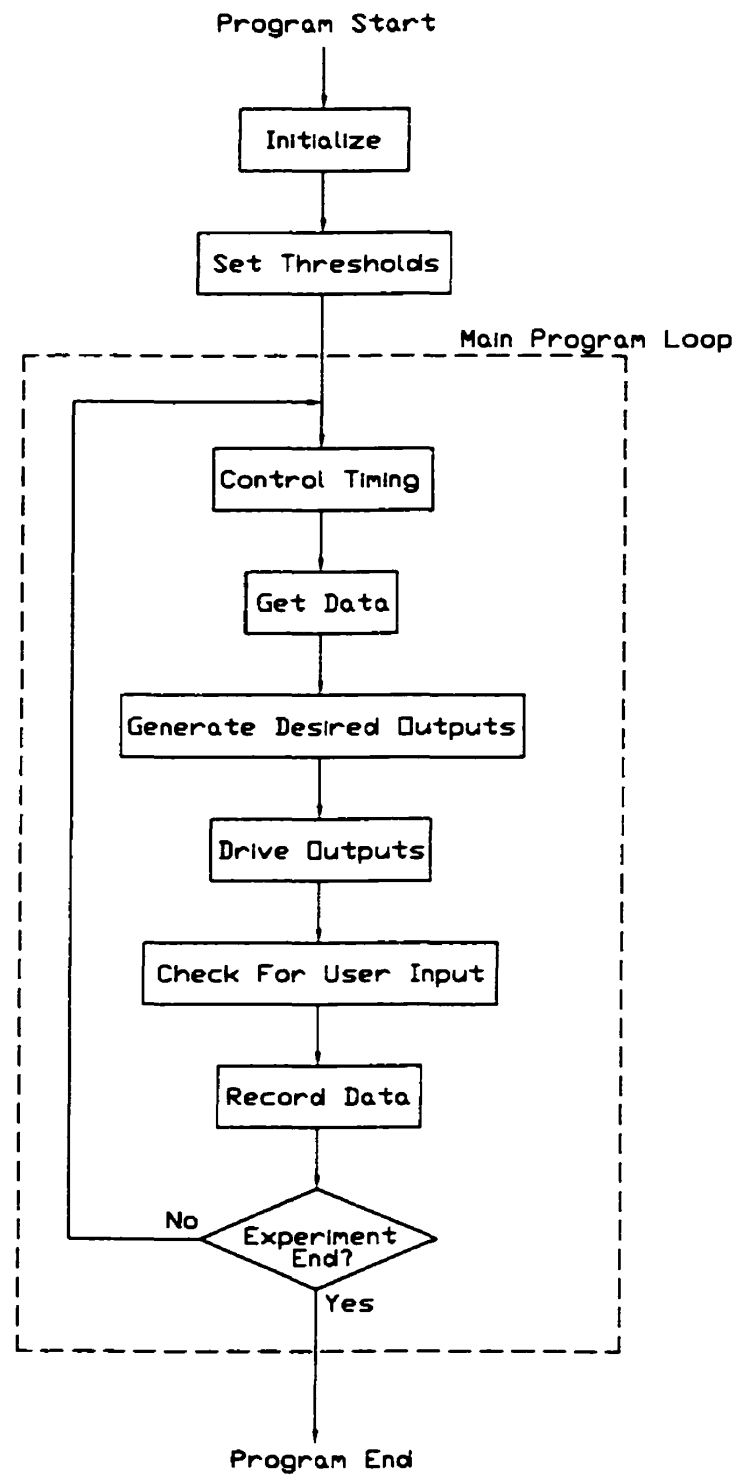 Program Start
Initialize
Set Thresholds
Main Program Loop
Control Timing
Get Data
Generate Desired Outputs
Drive Outputs
Check For User Input
Record Data
No
Experiment
End?
Yes
Program End